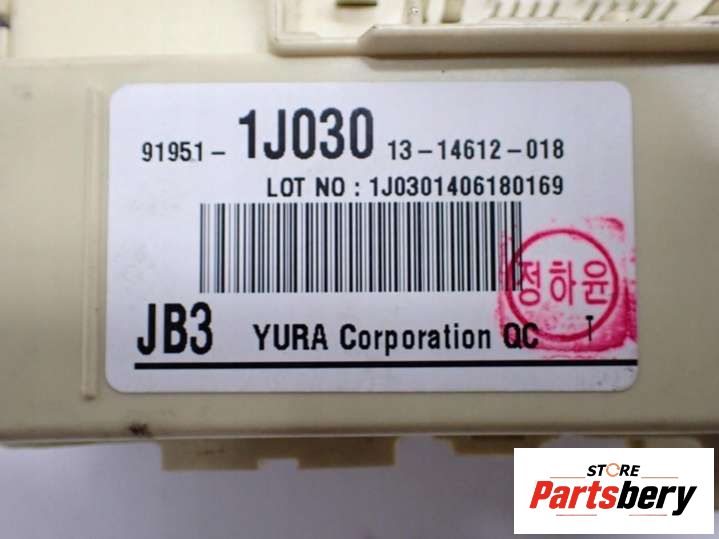 91951- 1J030 13-14612-018
LOT NO : 1J0301406180169
정하윤
JB3 YURA Corporation QC T
STORE
Partsbery